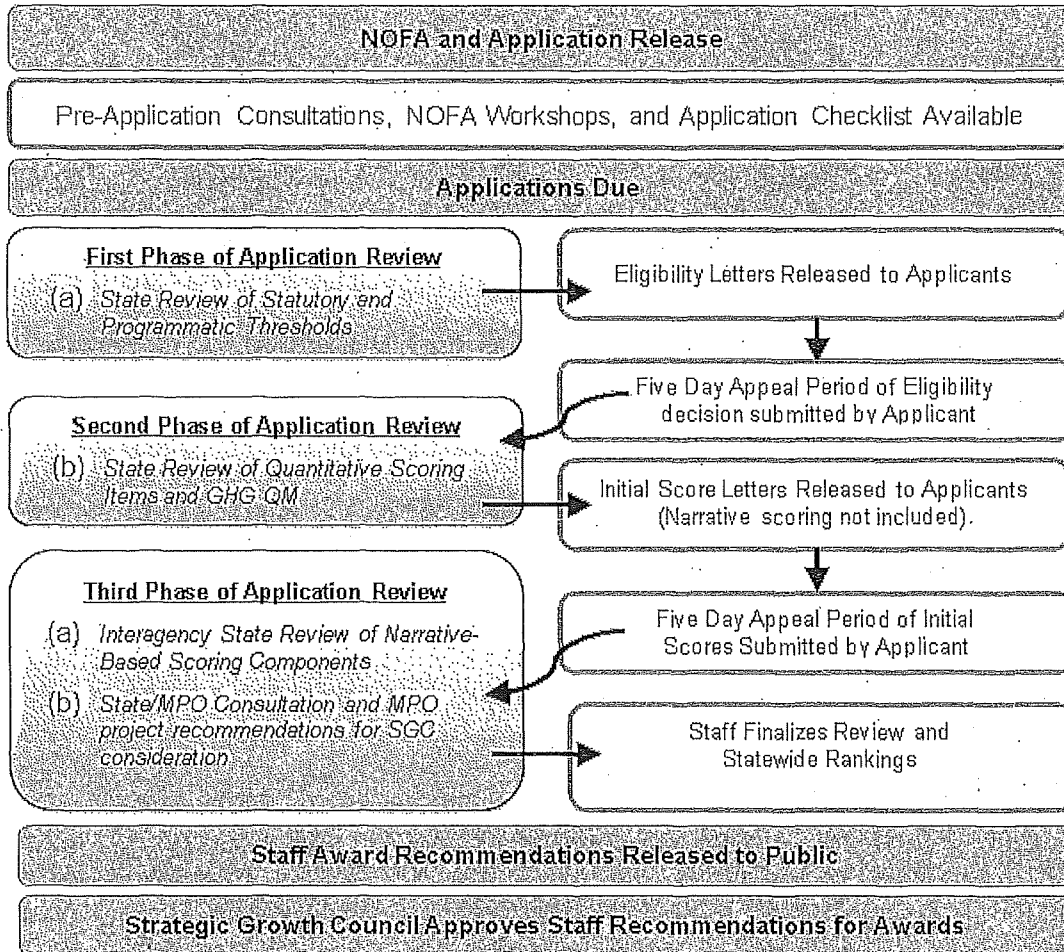 NOFA and Application Release
Pre-Application Consultations, NOFA Workshops, and Application Checklist Available
Applications Due
First Phase of Application Review
(a) State Review of Statutory and
Programmatic Thresholds
Eligibility Letters Released to Applicants
Five Day Appeal Period of Eligibility
decision submitted by Applicant
Second Phase of Application Review
(b) State Review of Quantitative Scoring
Items and GHG QM
Initial Score Letters Released to Applicants
(Narrative scoring not included).
Third Phase of Application Review
(a) Interagency State Review of Narrative-
Based Scoring Components
(b) State/MPO Consultation and MPO
project recommendations for SGC
consideration
Five Day Appeal Period of Initial
Scores Submitted by Applicant
Staff Finalizes Review and
Statewide Rankings
Staff Award Recommendations Released to Public
Strategic Growth Council Approves Staff Recommendations for Awards